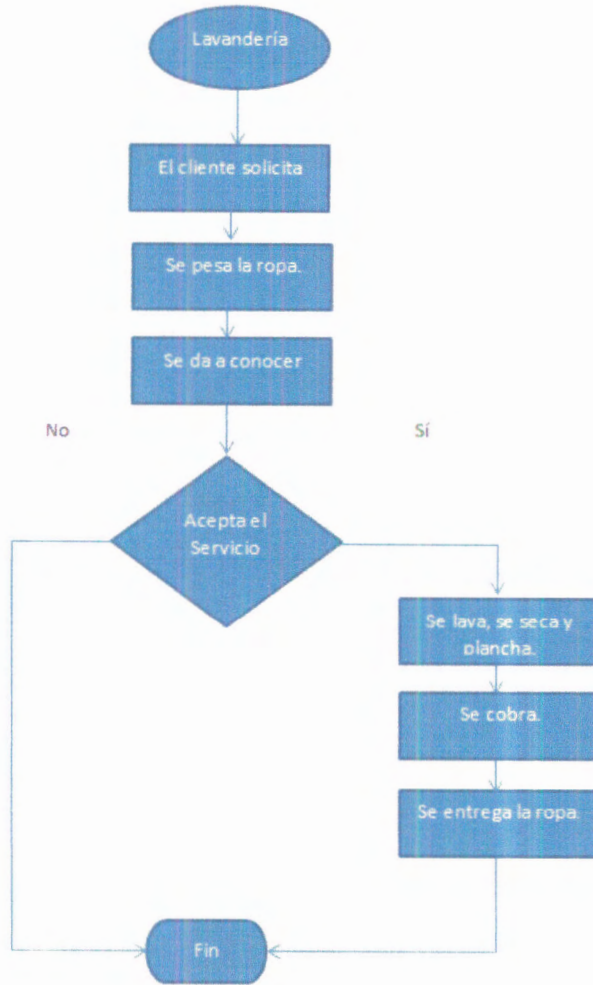 Lavandería
El cliente solicita
Se pesa la ropa.
Se da a conocer
No
Sí
Acepta el
Servicio
Se lava, se seca y
plancha.
Se cobra.
Se entrega la ropa.
Fin